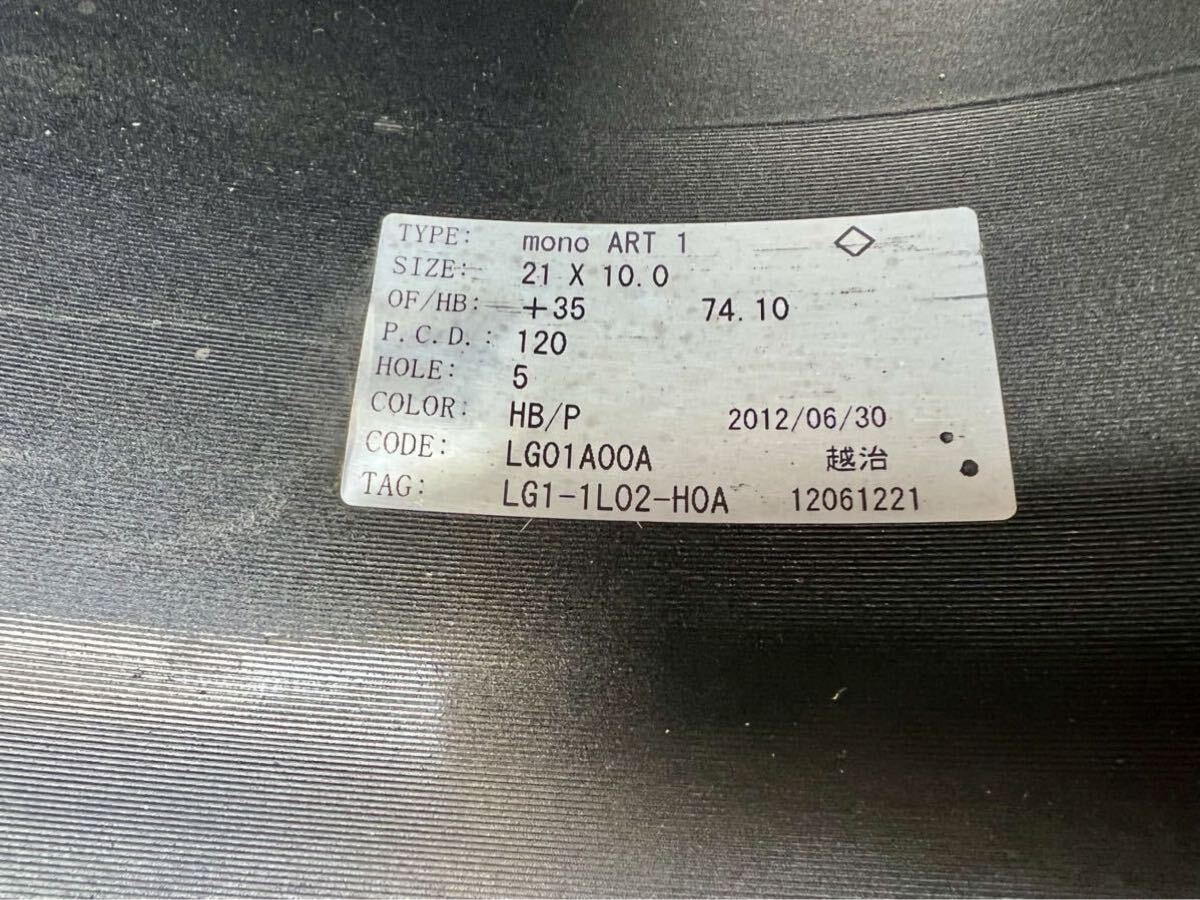 TYPE: mono ART 1
SIZE: 21 X 10.0
OF/HB: +35 74.10
P.C.D.: 120
HOLE: 5
COLOR: HB/P 2012/06/30
CODE: LG01A00A 越治
TAG: LG1-1L02-H0A 12061221